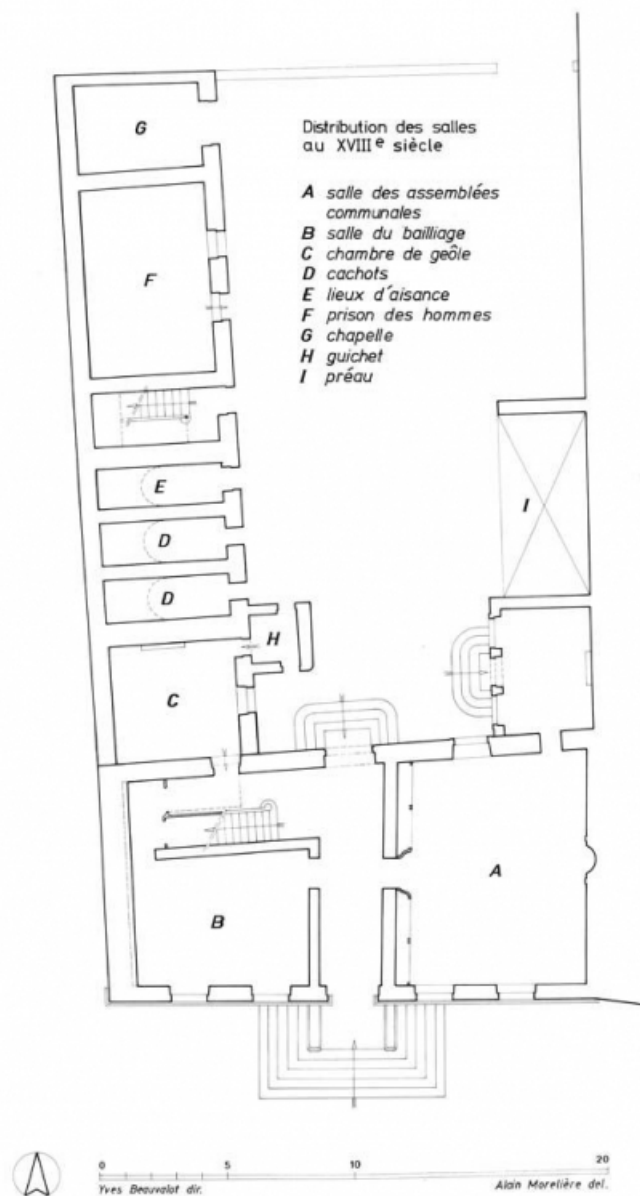 Distribution des salles
au XVIIIe siècle
A salle des assemblées
communales
B salle du bailliage
C chambre de geôle
D cachots
E lieux d'aisance
F prison des hommes
G chapelle
H guichet
I préau
G
F
E
D
D
H
C
I
B
A
0 5 10 20
Yves Beauvalot dir. Alain Morelière del.